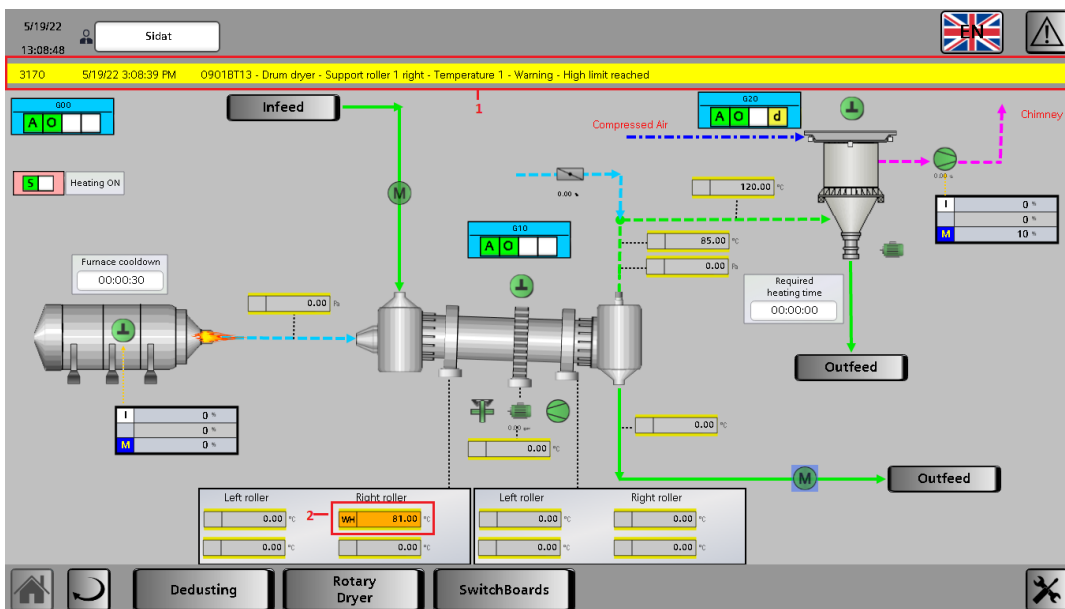 5/19/22
13:08:48
Sidat
EN
3170 5/19/22 3:08:39 PM 0901BT13 - Drum dryer - Support roller 1 right - Temperature 1 - Warning - High limit reached
1
G00
A O
Infeed
G20
A O d
Compressed Air
Chimney
S Heating ON
M
0.00 %
120.00 °C
0.00 %
I 0 %
0 %
M 10 %
G10
A O
85.00 °C
0.00 Pa
Furnace cooldown
00:00:30
Required
heating time
00:00:00
0.00 Pa
Outfeed
I 0 %
0 %
M 0 %
0.00
0.00 °C
0.00 °C
M
Outfeed
Left roller Right roller Left roller Right roller
0.00 °C 2 WH 81.00 °C 0.00 °C 0.00 °C
0.00 °C 0.00 °C 0.00 °C 0.00 °C
Dedusting
Rotary
Dryer
SwitchBoards